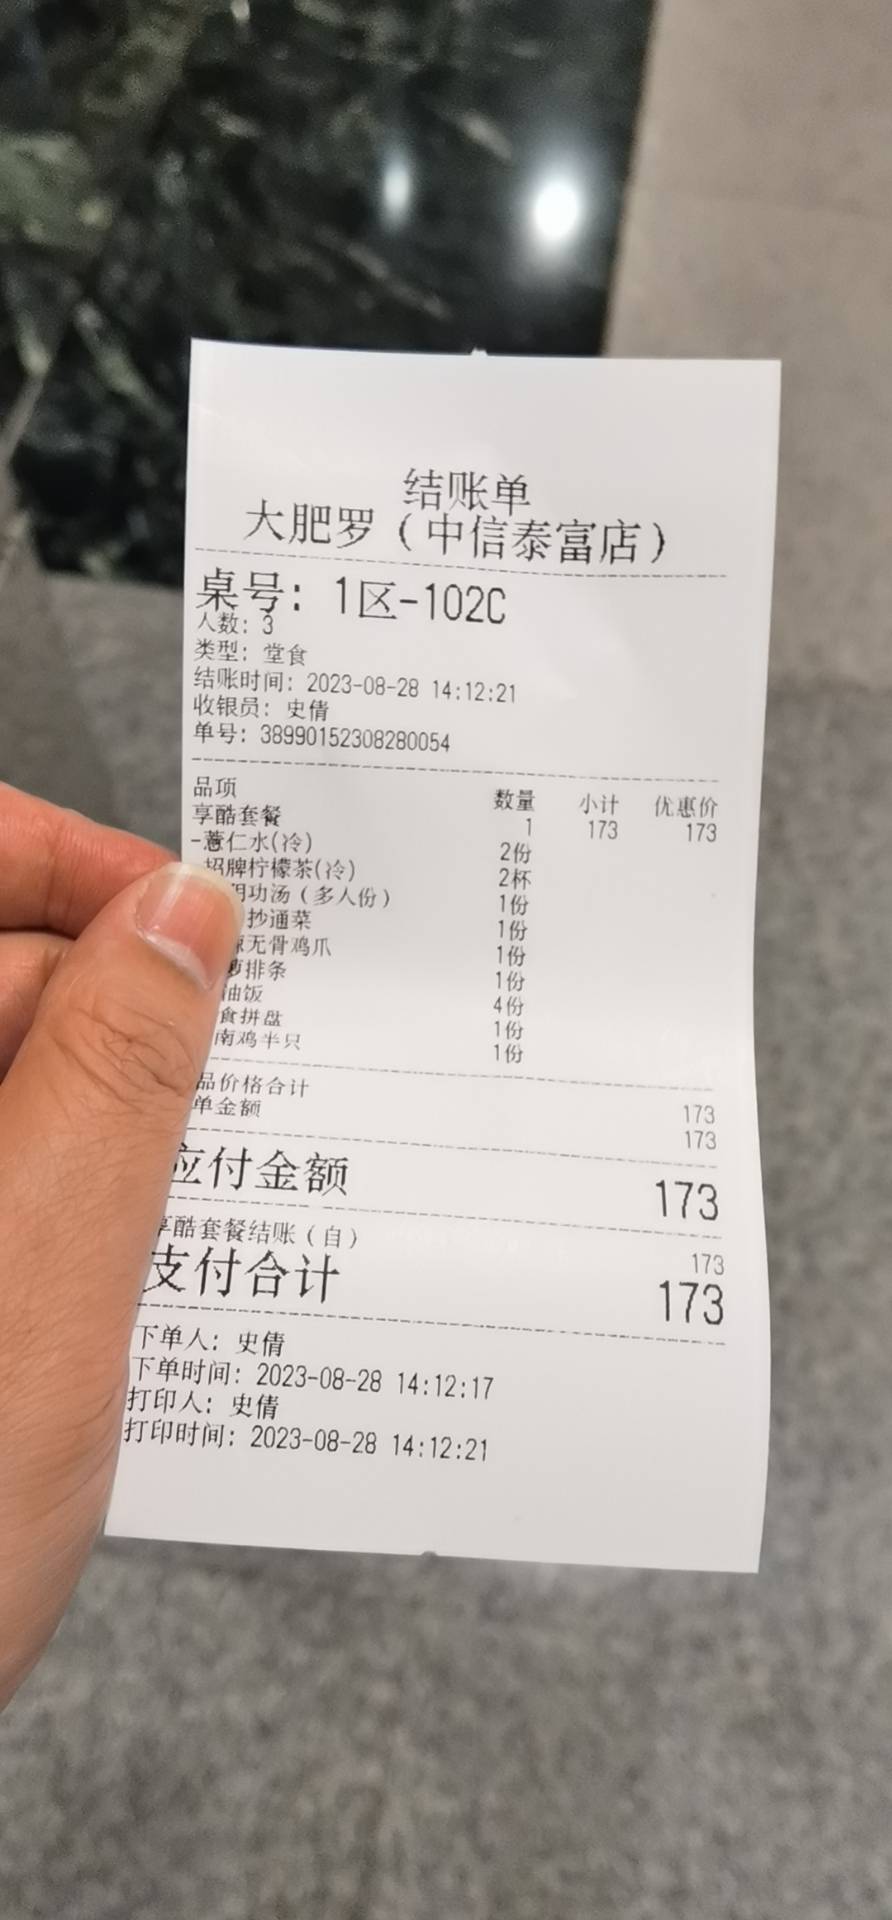 结账单
大肥罗（中信泰富店）
桌号: 1区-102C
人数: 3
类型: 堂食
结账时间: 2023-08-28 14:12:21
收银员: 史倩
单号: 38990152308280054
品项 数量 小计 优惠价
享酷套餐 1 173 173
-薏仁水(冷) 2份
招牌柠檬茶(冷) 2杯
阴功汤（多人份） 1份
抄通菜 1份
无骨鸡爪 1份
萝排条 1份
油饭 4份
食拼盘 1份
南鸡半只 1份
品价格合计 173
单金额 173
应付金额 173
享酷套餐结账（自） 173
支付合计 173
下单人: 史倩
下单时间: 2023-08-28 14:12:17
打印人: 史倩
打印时间: 2023-08-28 14:12:21